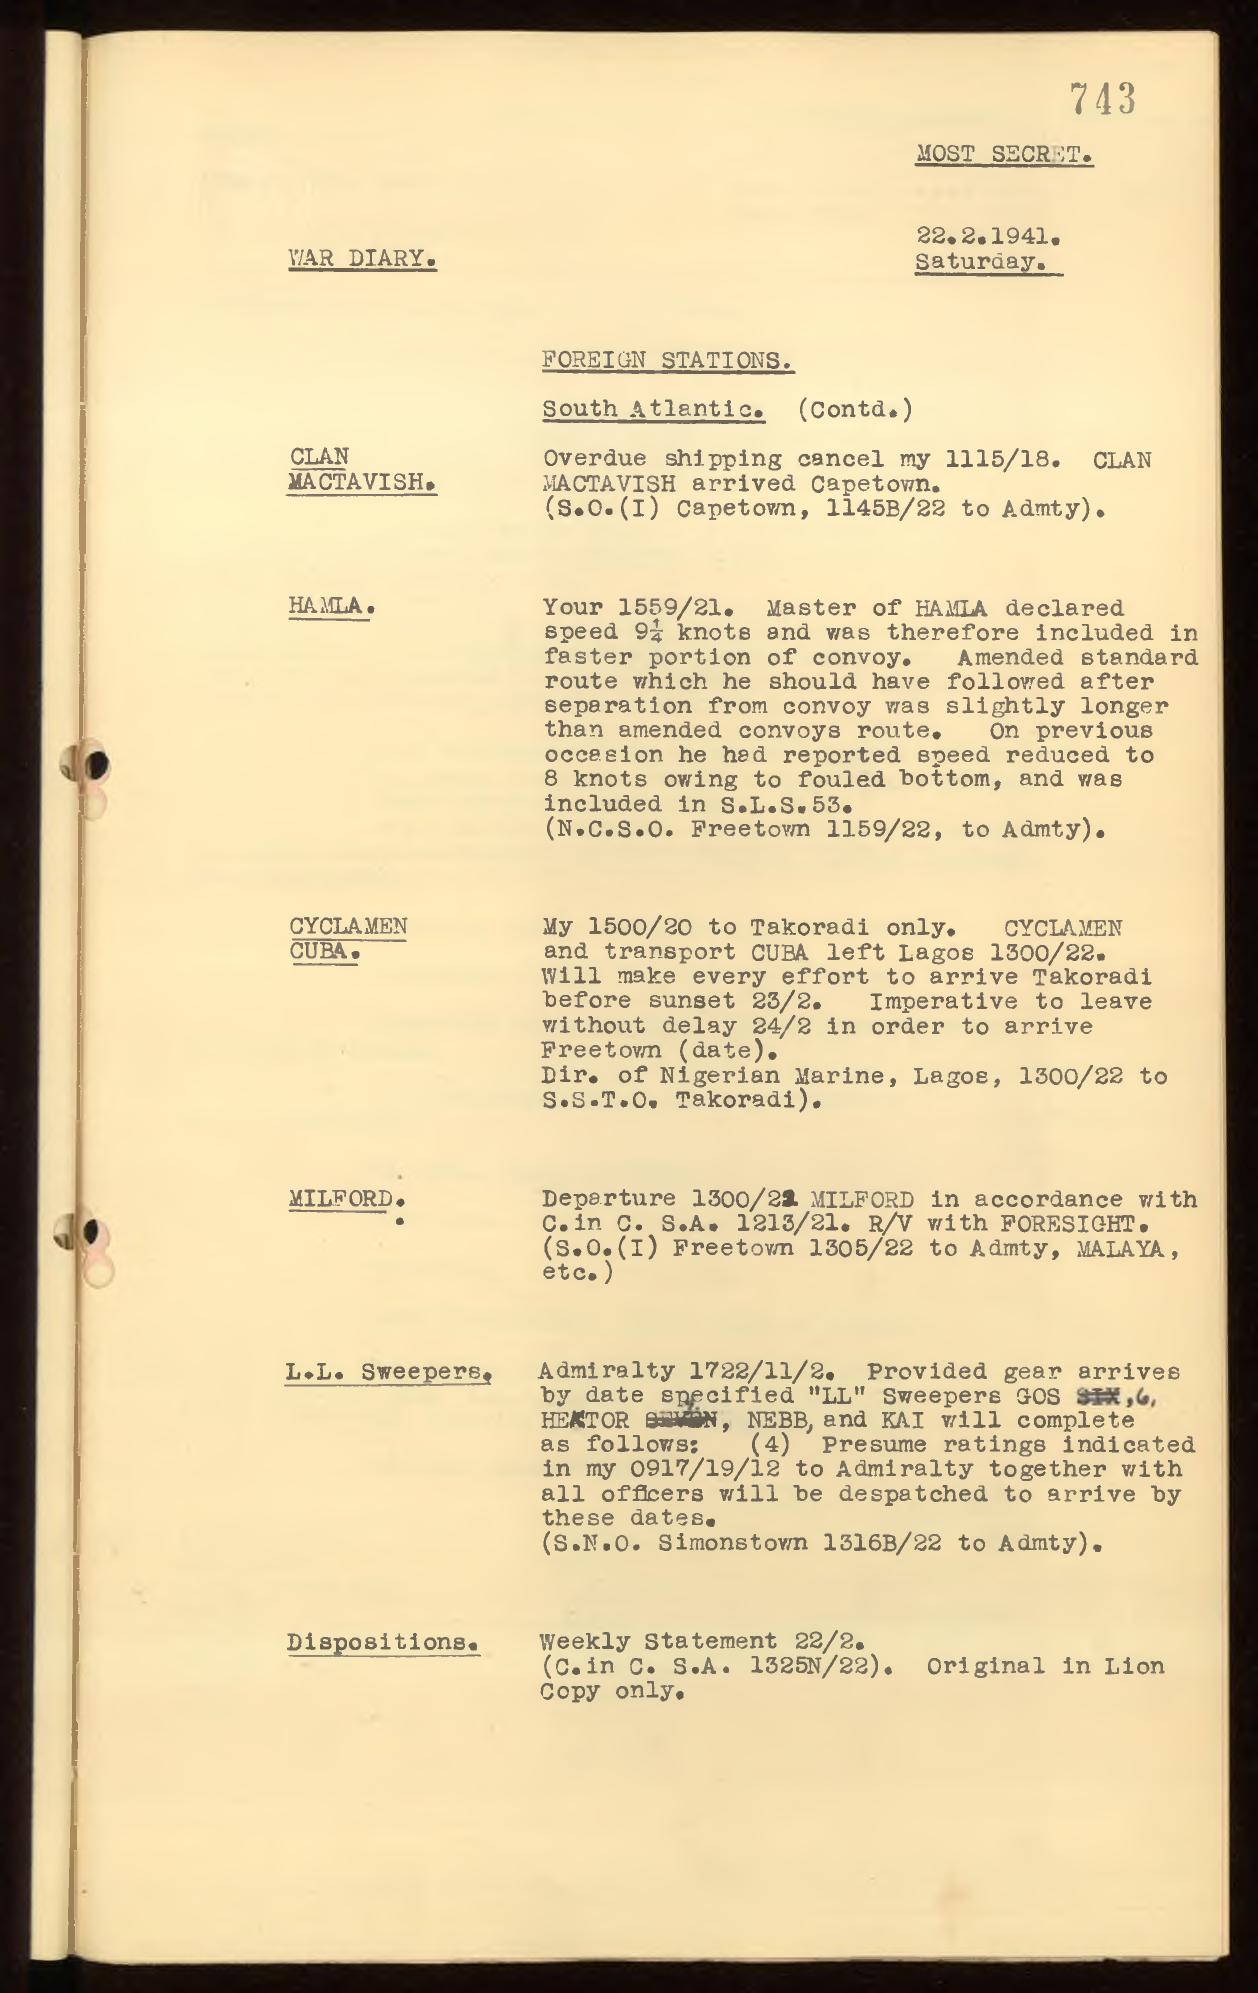 743
MOST SECRET.
22.2.1941.
WAR DIARY.
Saturday.
FOREIGN STATIONS.
South Atlantic. (Contd.)
CLAN
MACTAVISH.
Overdue shipping cancel my 1115/18. CLAN
MACTAVISH arrived Capetown.
(S.O.(I) Capetown, 1145B/22 to Admty).
HAMLA.
Your 1559/21. Master of HAMLA declared
speed 9¼ knots and was therefore included in
faster portion of convoy. Amended standard
route which he should have followed after
separation from convoy was slightly longer
than amended convoys route. On previous
occasion he had reported speed reduced to
8 knots owing to fouled bottom, and was
included in S.L.S.53.
(N.C.S.O. Freetown 1159/22, to Admty).
CYCLAMEN
CUBA.
My 1500/20 to Takoradi only. CYCLAMEN
and transport CUBA left Lagos 1300/22.
Will make every effort to arrive Takoradi
before sunset 23/2. Imperative to leave
without delay 24/2 in order to arrive
Freetown (date).
Dir. of Nigerian Marine, Lagos, 1300/22 to
S.S.T.O. Takoradi).
MILFORD.
Departure 1300/22 MILFORD in accordance with
C.in C. S.A. 1213/21. R/V with FORESIGHT.
(S.O.(I) Freetown 1305/22 to Admty, MALAYA,
etc.)
L.L. Sweepers.
Admiralty 1722/11/2. Provided gear arrives
by date specified "LL" Sweepers GOS SIX ,6,
HEKTOR SEVEN, NEBB, and KAI will complete
as follows: (4) Presume ratings indicated
in my 0917/19/12 to Admiralty together with
all officers will be despatched to arrive by
these dates.
(S.N.O. Simonstown 1316B/22 to Admty).
Dispositions.
Weekly Statement 22/2.
(C.in C. S.A. 1325N/22). Original in Lion
Copy only.